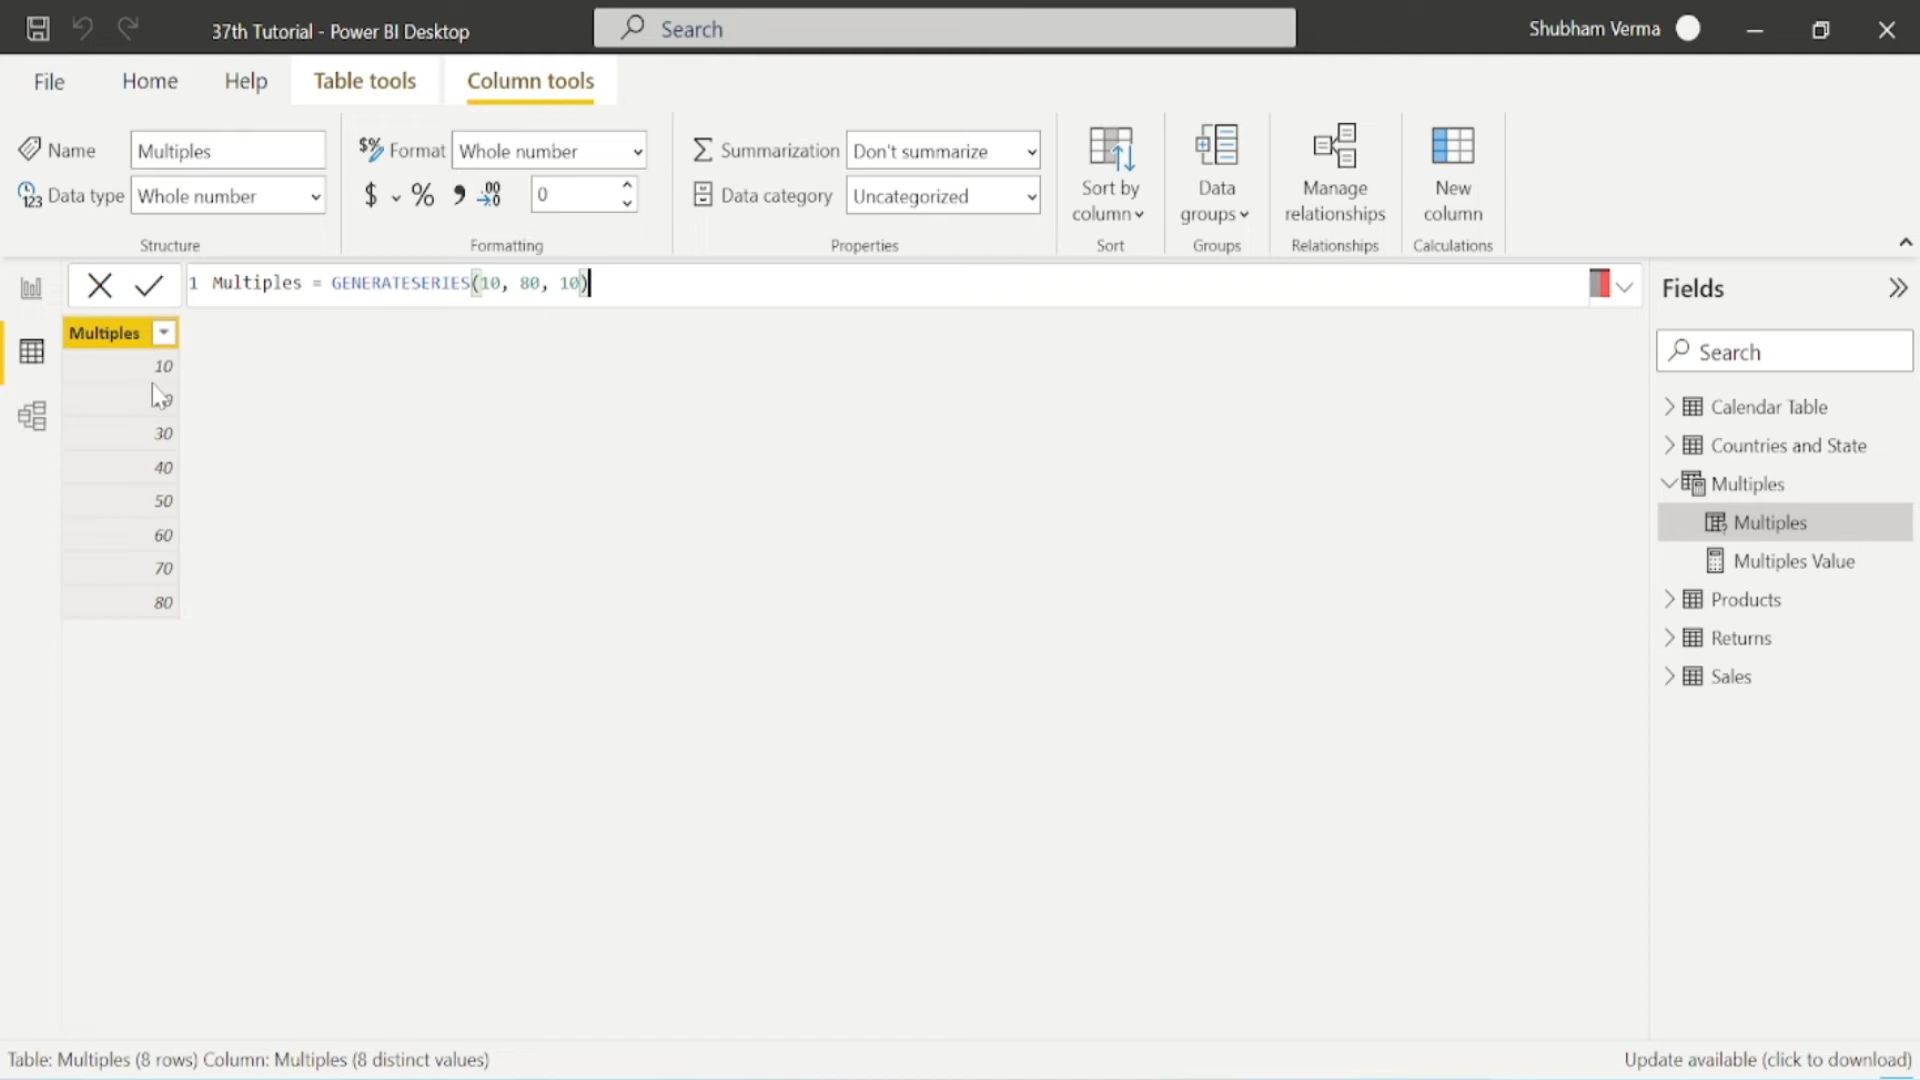 37th Tutorial - Power BI Desktop
Search
Shubham Verma
File
Home
Help
Table tools
Column tools
Name
Multiples
Data type
Whole number
Structure
$% Format
Whole number
$ % 9 .00 →.0
0
Formatting
Σ Summarization
Don't summarize
Data category
Uncategorized
Properties
Sort by
column
Sort
Data
groups
Groups
Manage
relationships
Relationships
New
column
Calculations
1 Multiples = GENERATESERIES(10, 80, 10)
Multiples
10
30
40
50
60
70
80
Fields
Search
Calendar Table
Countries and State
Multiples
Multiples
Multiples Value
Products
Returns
Sales
Table: Multiples (8 rows) Column: Multiples (8 distinct values)
Update available (click to download)